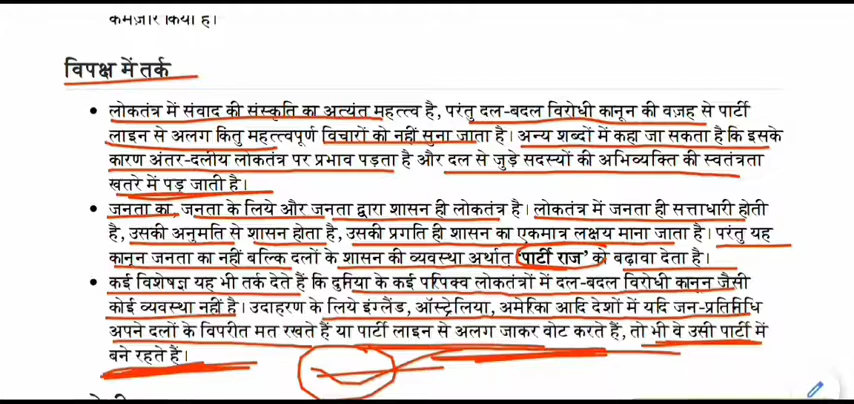 कमज़ोर किया है।
विपक्ष में तर्क
लोकतंत्र में संवाद की संस्कृति का अत्यंत महत्त्व है, परंतु दल-बदल विरोधी कानून की वज़ह से पार्टी
लाइन से अलग किंतु महत्त्वपूर्ण विचारों को नहीं सुना जाता है। अन्य शब्दों में कहा जा सकता है कि इसके
कारण अंतर-दलीय लोकतंत्र पर प्रभाव पड़ता है और दल से जुड़े सदस्यों की अभिव्यक्ति की स्वतंत्रता
खतरे में पड़ जाती है।
जनता का, जनता के लिये और जनता द्वारा शासन ही लोकतंत्र है। लोकतंत्र में जनता ही सत्ताधारी होती
है, उसकी अनुमति से शासन होता है, उसकी प्रगति ही शासन का एकमात्र लक्ष्य माना जाता है। परंतु यह
कानून जनता का नहीं बल्कि दलों के शासन की व्यवस्था अर्थात 'पार्टी राज' को बढ़ावा देता है।
कई विशेषज्ञ यह भी तर्क देते हैं कि दुनिया के कई परिपक्व लोकतंत्रों में दल-बदल विरोधी कानून जैसी
कोई व्यवस्था नहीं है। उदाहरण के लिये इंग्लैंड, ऑस्ट्रेलिया, अमेरिका आदि देशों में यदि जन-प्रतिनिधि
अपने दलों के विपरीत मत रखते हैं या पार्टी लाइन से अलग जाकर वोट करते हैं, तो भी वे उसी पार्टी में
बने रहते हैं।